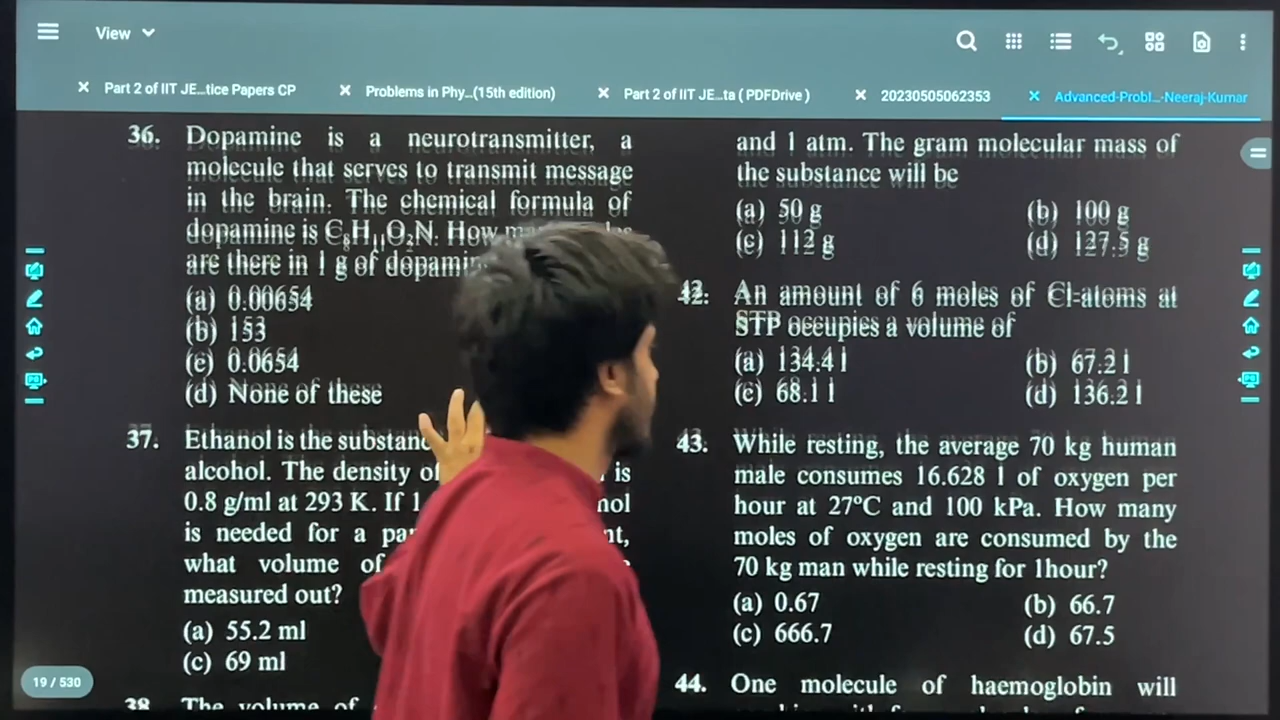 View
Part 2 of IIT JE...tice Papers CP
Problems in Phy...(15th edition)
Part 2 of IIT JE...ta ( PDFDrive )
20230505062353
Advanced-Probl...-Neeraj-Kumar
36. Dopamine is a neurotransmitter, a
molecule that serves to transmit message
in the brain. The chemical formula of
dopamine is C₈H₁₁O₂N. How
are there in 1 g of
(a) 0.00654
(b) 153
(c) 0.0654
(d) None of these
37. Ethanol is the
alcohol. The density of is
0.8 g/ml at 293 K. If
is needed for a
what volume of
measured out?
(a) 55.2 ml
(c) 69 ml
38 The volume of
and 1 atm. The gram molecular mass of
the substance will be
(a) 50 g (b) 100 g
(c) 112 g (d) 127.5 g
42. An amount of 6 moles of Cl-atoms at
STP occupies a volume of
(a) 134.4 l (b) 67.2 l
(c) 68.1 l (d) 136.2 l
43. While resting, the average 70 kg human
male consumes 16.628 l of oxygen per
hour at 27°C and 100 kPa. How many
moles of oxygen are consumed by the
70 kg man while resting for 1hour?
(a) 0.67 (b) 66.7
(c) 666.7 (d) 67.5
44. One molecule of haemoglobin will
19 / 530